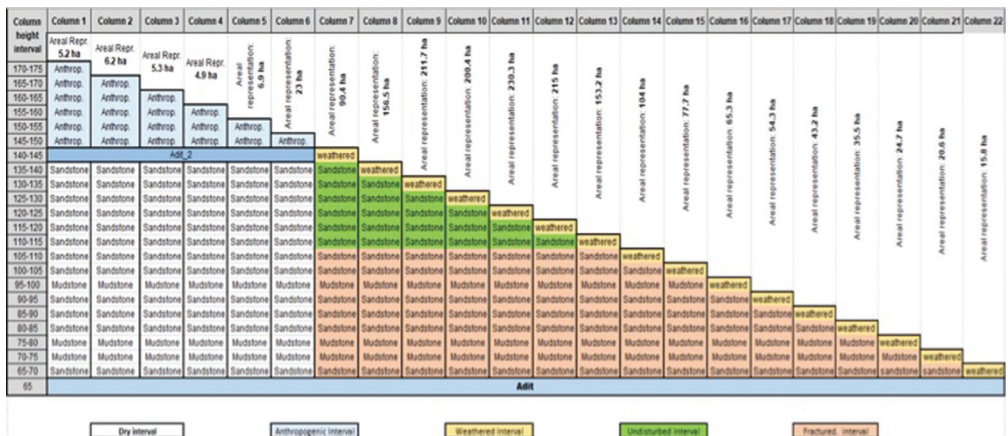 Column height interval Column 1 Column 2 Column 3 Column 4 Column 5 Column 6 Column 7 Column 8 Column 9 Column 10 Column 11 Column 12 Column 13 Column 14 Column 15 Column 16 Column 17 Column 18 Column 19 Column 20 Column 21 Column 22
Areal Repr. 5.2 ha
Areal Repr. 6.2 ha
Areal Repr. 5.3 ha
Areal Repr. 4.9 ha
Areal representation: 6.9 ha
Areal representation: 23 ha
Areal representation: 90,4 ha
Areal representation: 156.5 ha
Areal representation: 211.7 ha
Areal representation: 200.4 ha
Areal representation: 230.3 ha
Areal representation: 215 ha
Areal representation: 153.2 ha
Areal representation: 104 ha
Areal representation: 77.7 ha
Areal representation: 65.3 ha
Areal representation: 54.3 ha
Areal representation: 43.2 ha
Areal representation: 35.5 ha
Areal representation: 24.7 ha
Areal representation: 20.6 ha
Areal representation: 15.8 ha
170-175 Anthrop.
165-170 Anthrop. Anthrop.
160-165 Anthrop. Anthrop. Anthrop.
155-160 Anthrop. Anthrop. Anthrop. Anthrop.
150-155 Anthrop. Anthrop. Anthrop. Anthrop. Anthrop.
145-150 Anthrop. Anthrop. Anthrop. Anthrop. Anthrop. Anthrop.
140-145 Adit_2 weathered
135-140 Sandstone Sandstone Sandstone Sandstone Sandstone Sandstone Sandstone weathered
130-135 Sandstone Sandstone Sandstone Sandstone Sandstone Sandstone Sandstone Sandstone weathered
125-130 Sandstone Sandstone Sandstone Sandstone Sandstone Sandstone Sandstone Sandstone Sandstone weathered
120-125 Sandstone Sandstone Sandstone Sandstone Sandstone Sandstone Sandstone Sandstone Sandstone Sandstone weathered
115-120 Sandstone Sandstone Sandstone Sandstone Sandstone Sandstone Sandstone Sandstone Sandstone Sandstone Sandstone weathered
110-115 Sandstone Sandstone Sandstone Sandstone Sandstone Sandstone Sandstone Sandstone Sandstone Sandstone Sandstone Sandstone weathered
105-110 Sandstone Sandstone Sandstone Sandstone Sandstone Sandstone Sandstone Sandstone Sandstone Sandstone Sandstone Sandstone Sandstone weathered
100-105 Sandstone Sandstone Sandstone Sandstone Sandstone Sandstone Sandstone Sandstone Sandstone Sandstone Sandstone Sandstone Sandstone Sandstone weathered
95-100 Mudstone Mudstone Mudstone Mudstone Mudstone Mudstone Mudstone Mudstone Mudstone Mudstone Mudstone Mudstone Mudstone Mudstone Mudstone weathered
90-95 Sandstone Sandstone Sandstone Sandstone Sandstone Sandstone Sandstone Sandstone Sandstone Sandstone Sandstone Sandstone Sandstone Sandstone Sandstone Sandstone weathered
85-90 Sandstone Sandstone Sandstone Sandstone Sandstone Sandstone Sandstone Sandstone Sandstone Sandstone Sandstone Sandstone Sandstone Sandstone Sandstone Sandstone Sandstone weathered
80-85 Sandstone Sandstone Sandstone Sandstone Sandstone Sandstone Sandstone Sandstone Sandstone Sandstone Sandstone Sandstone Sandstone Sandstone Sandstone Sandstone Sandstone Sandstone weathered
75-80 Mudstone Mudstone Mudstone Mudstone Mudstone Mudstone Mudstone Mudstone Mudstone Mudstone Mudstone Mudstone Mudstone Mudstone Mudstone Mudstone Mudstone Mudstone Mudstone weathered
70-75 Mudstone Mudstone Mudstone Mudstone Mudstone Mudstone Mudstone Mudstone Mudstone Mudstone Mudstone Mudstone Mudstone Mudstone Mudstone Mudstone Mudstone Mudstone Mudstone Mudstone weathered
65-70 Sandstone Sandstone Sandstone Sandstone Sandstone Sandstone Sandstone Sandstone Sandstone Sandstone Sandstone Sandstone Sandstone Sandstone Sandstone Sandstone Sandstone Sandstone Sandstone sandstone sandstone weathered
65 Adit
Dry interval Anthropogenic Interval Weathered Interval Undisturbed Interval Fractured. Interval